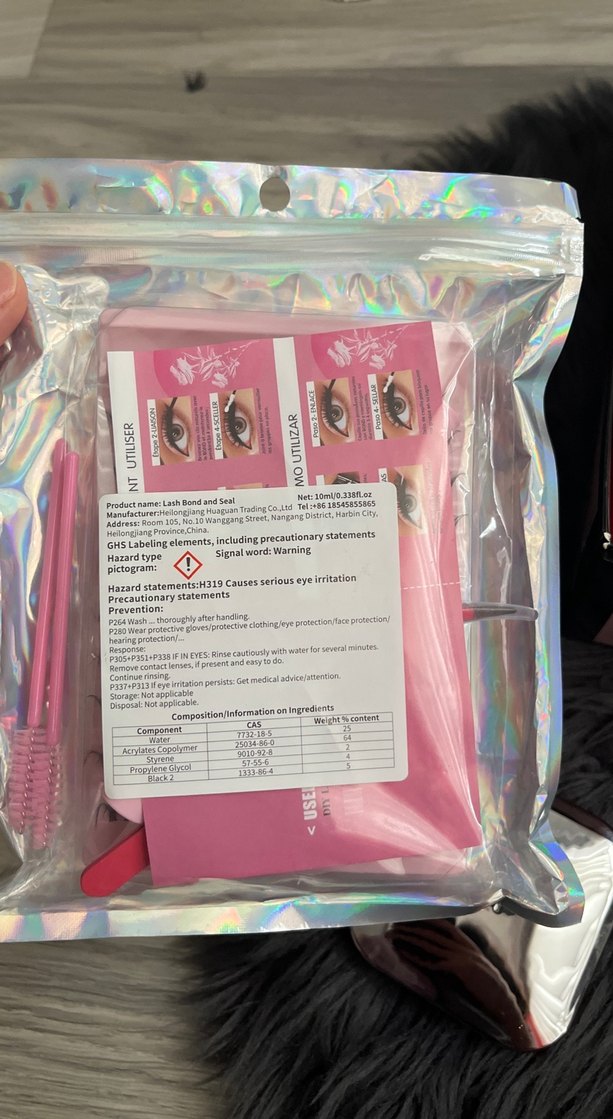 NT UTILISER
Étape 2-LIAISON
Étape 4-SCELLER
MO UTILIZAR
Paso 2- ENLACE
Paso 4- SELLAR
AS
Product name: Lash Bond and Seal Net: 10ml/0.338fl.oz
Manufacturer:Heilongjiang Huaguan Trading Co.,Ltd Tel:+86 18545855865
Address: Room 105, No.10 Wanggang Street, Nangang District, Harbin City,
Heilongjiang Province,China.
GHS Labeling elements, including precautionary statements
Hazard type Signal word: Warning
pictogram:
Hazard statements:H319 Causes serious eye irritation
Precautionary statements
Prevention:
P264 Wash ... thoroughly after handling.
P280 Wear protective gloves/protective clothing/eye protection/face protection/
hearing protection/...
Response:
P305+P351+P338 IF IN EYES: Rinse cautiously with water for several minutes.
Remove contact lenses, if present and easy to do.
Continue rinsing.
P337+P313 If eye irritation persists: Get medical advice/attention.
Storage: Not applicable
Disposal: Not applicable.
Composition/Information on Ingredients
Component CAS Weight % content
Water 7732-18-5 25
Acrylates Copolymer 25034-86-0 64
Styrene 9010-92-8 2
Propylene Glycol 57-55-6 4
Black 2 1333-86-4 5
< USE
DIY L